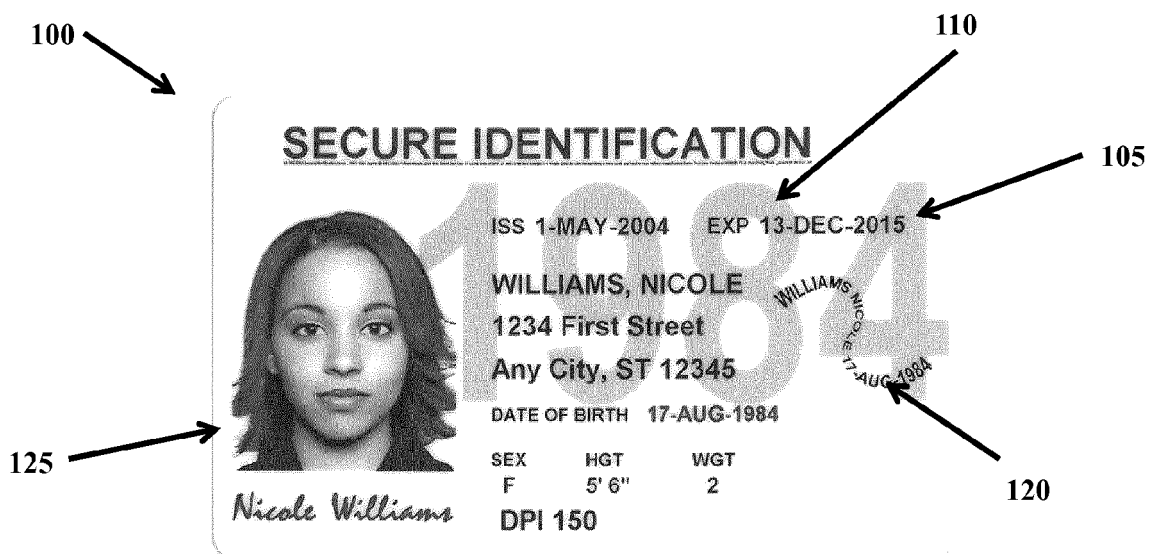 100
110
SECURE IDENTIFICATION
105
1984
ISS 1-MAY-2004 EXP 13-DEC-2015
WILLIAMS, NICOLE
WILLIAMS NICOLE 17-AUG-1984
1234 First Street
Any City, ST 12345
DATE OF BIRTH 17-AUG-1984
125
SEX HGT WGT
F 5' 6" 2
120
Nicole Williams
DPI 150